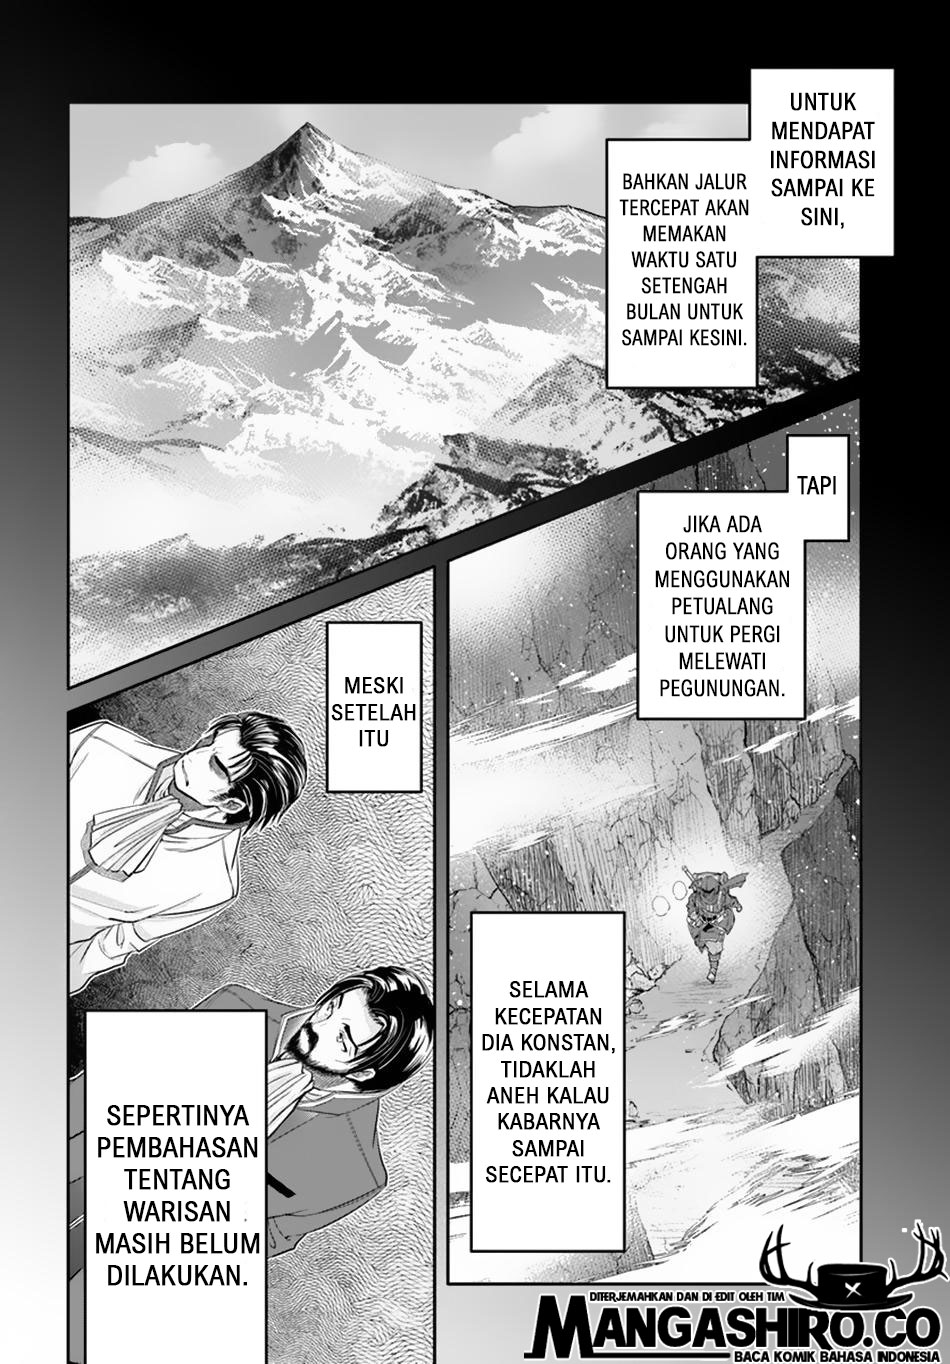 UNTUK
MENDAPAT
INFORMASI
SAMPAI KE
SINI,
BAHKAN JALUR
TERCEPAT AKAN
MEMAKAN
WAKTU SATU
SETENGAH
BULAN UNTUK
SAMPAI KESINI.
TAPI
JIKA ADA
ORANG YANG
MENGGUNAKAN
PETUALANG
UNTUK PERGI
MELEWATI
PEGUNUNGAN.
SELAMA
KECEPATAN
DIA KONSTAN,
TIDAKLAH
ANEH KALAU
KABARNYA
SAMPAI
SECEPAT ITU.
MESKI
SETELAH
ITU
SEPERTINYA
PEMBAHASAN
TENTANG
WARISAN
MASIH BELUM
DILAKUKAN.
DITERJEMAHKAN DAN DI EDIT OLEH TIM
MANGASHIRO.CO
BACA KOMIK BAHASA INDONESIA